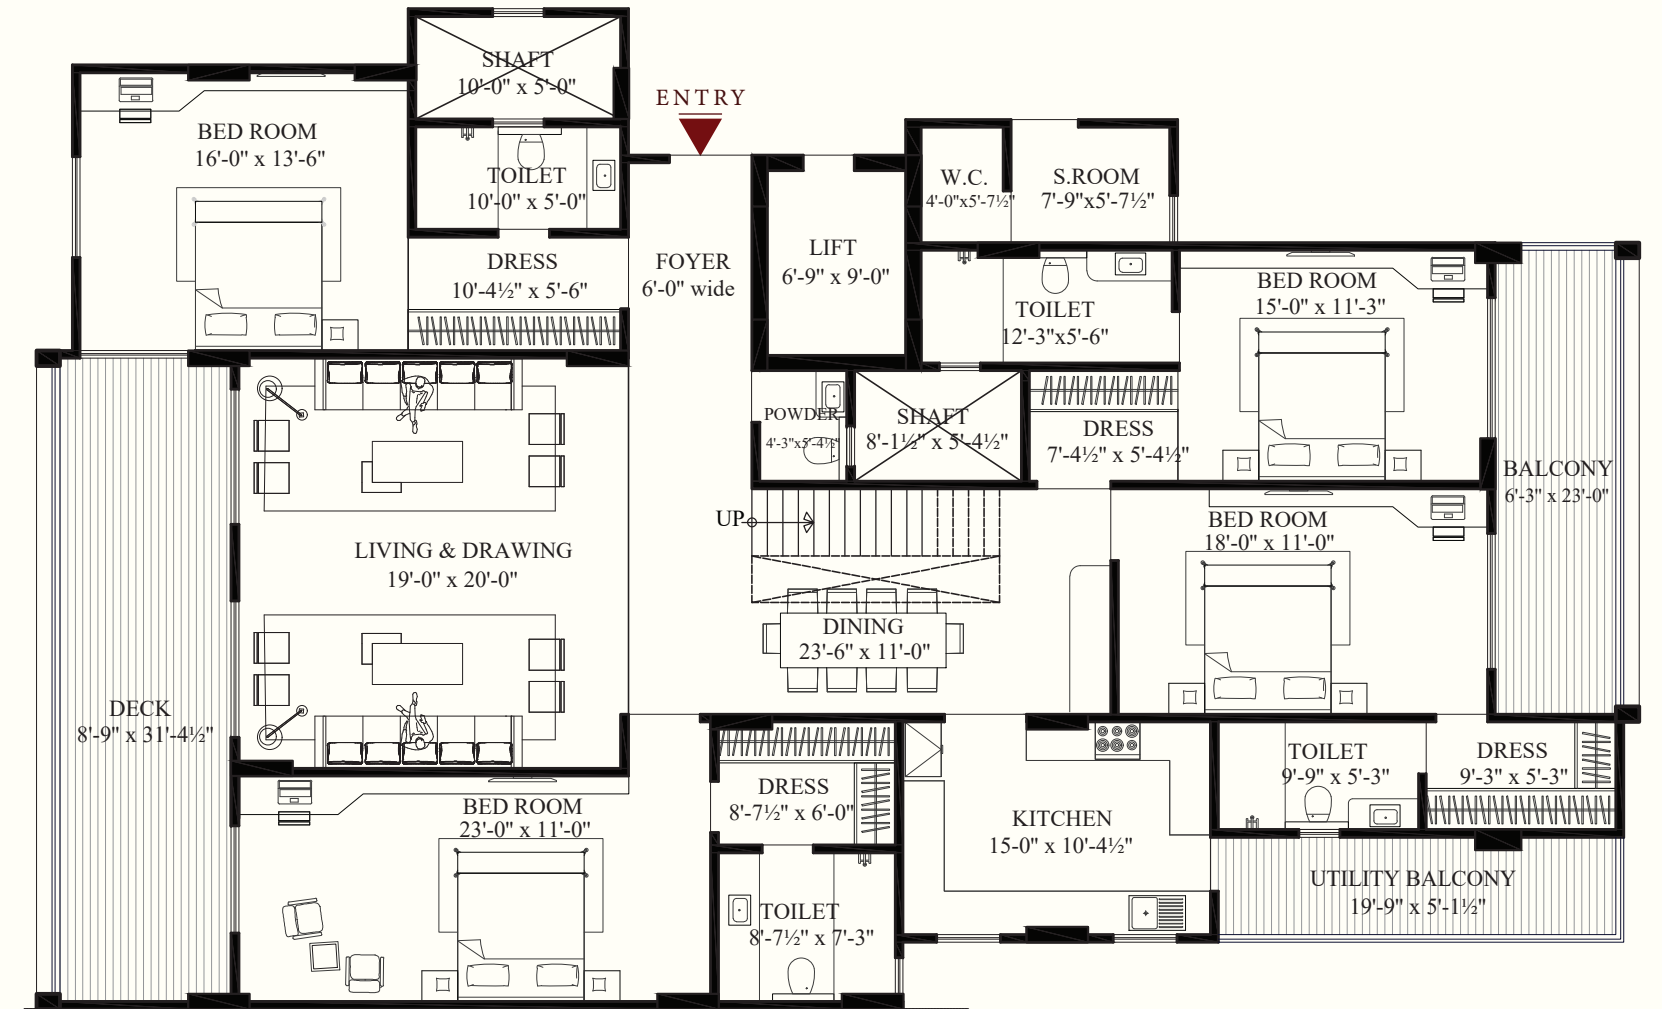 SHAFT
10'-0" x 5'-0"
ENTRY
BED ROOM
16'-0" x 13'-6"
TOILET
10'-0" x 5'-0"
W.C.
4'-0"x5'-7½"
S.ROOM
7'-9"x5'-7½"
DRESS
10'-4½" x 5'-6"
FOYER
6'-0" wide
LIFT
6'-9" x 9'-0"
TOILET
12'-3"x5'-6"
BED ROOM
15'-0" x 11'-3"
POWDER
4'-3"x5'-4½"
SHAFT
8'-1½" x 5'-4½"
DRESS
7'-4½" x 5'-4½"
BALCONY
6'-3" x 23'-0"
UP
BED ROOM
18'-0" x 11'-0"
LIVING & DRAWING
19'-0" x 20'-0"
DINING
23'-6" x 11'-0"
DECK
8'-9" x 31'-4½"
TOILET
9'-9" x 5'-3"
DRESS
9'-3" x 5'-3"
BED ROOM
23'-0" x 11'-0"
DRESS
8'-7½" x 6'-0"
KITCHEN
15-0" x 10'-4½"
UTILITY BALCONY
19'-9" x 5'-1½"
TOILET
8'-7½" x 7'-3"